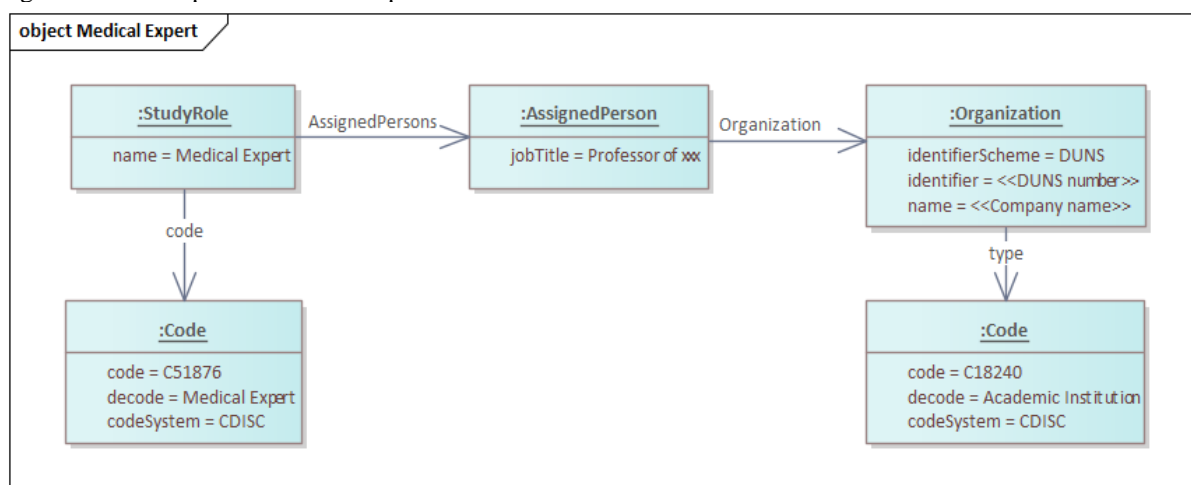 object Medical Expert
:StudyRole
name = Medical Expert
AssignedPersons
:AssignedPerson
jobTitle = Professor of xxx
Organization
:Organization
identifierScheme = DUNS
identifier = <<DUNS number>>
name = <<Company name>>
code
type
:Code
code = C51876
decode = Medical Expert
codeSystem = CDISC
:Code
code = C18240
decode = Academic Institution
codeSystem = CDISC